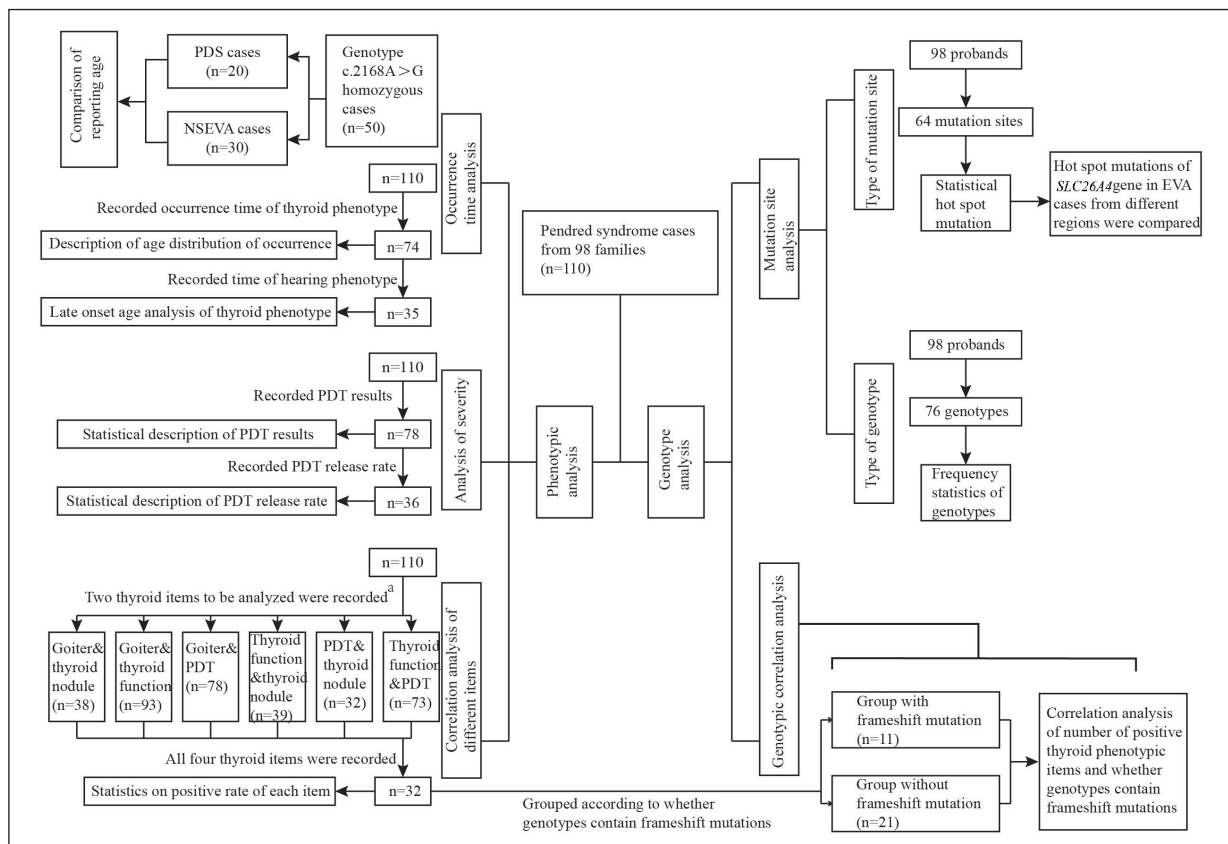 Comparison of
reporting age
PDS cases
(n=20)
NSEVA cases
(n=30)
Genotype
c.2168A＞G
homozygous
cases
(n=50)
n=110
Recorded occurrence time of thyroid phenotype
Description of age distribution of occurrence
n=74
Recorded time of hearing phenotype
Late onset age analysis of thyroid phenotype
n=35
Occurrence
time analysis
n=110
Recorded PDT results
Statistical description of PDT results
n=78
Recorded PDT release rate
Statistical description of PDT release rate
n=36
Analysis of severity
n=110
Two thyroid items to be analyzed were recorded a
Goiter&
thyroid
nodule
(n=38)
Goiter&
thyroid
function
(n=93)
Goiter&
PDT
(n=78)
Thyroid
function
&thyroid
nodule
(n=39)
PDT&
thyroid
nodule
(n=32)
Thyroid
function
&PDT
(n=73)
All four thyroid items were recorded
Statistics on positive rate of each item
n=32
Correlation analysis of
different items
Phenotypic
analysis
Pendred syndrome cases
from 98 families
(n=110)
Genotype
analysis
Mutation site
analysis
Type of mutation site
98 probands
64 mutation sites
Statistical
hot spot
mutation
Hot spot mutations of
SLC26A4gene in EVA
cases from different
regions were compared
Type of genotype
98 probands
76 genotypes
Frequency
statistics of
genotypes
Genotypic correlation analysis
Grouped according to whether
genotypes contain frameshift mutations
Group with
frameshift mutation
(n=11)
Group without
frameshift mutation
(n=21)
Correlation analysis
of number of positive
thyroid phenotypic
items and whether
genotypes contain
frameshift mutations